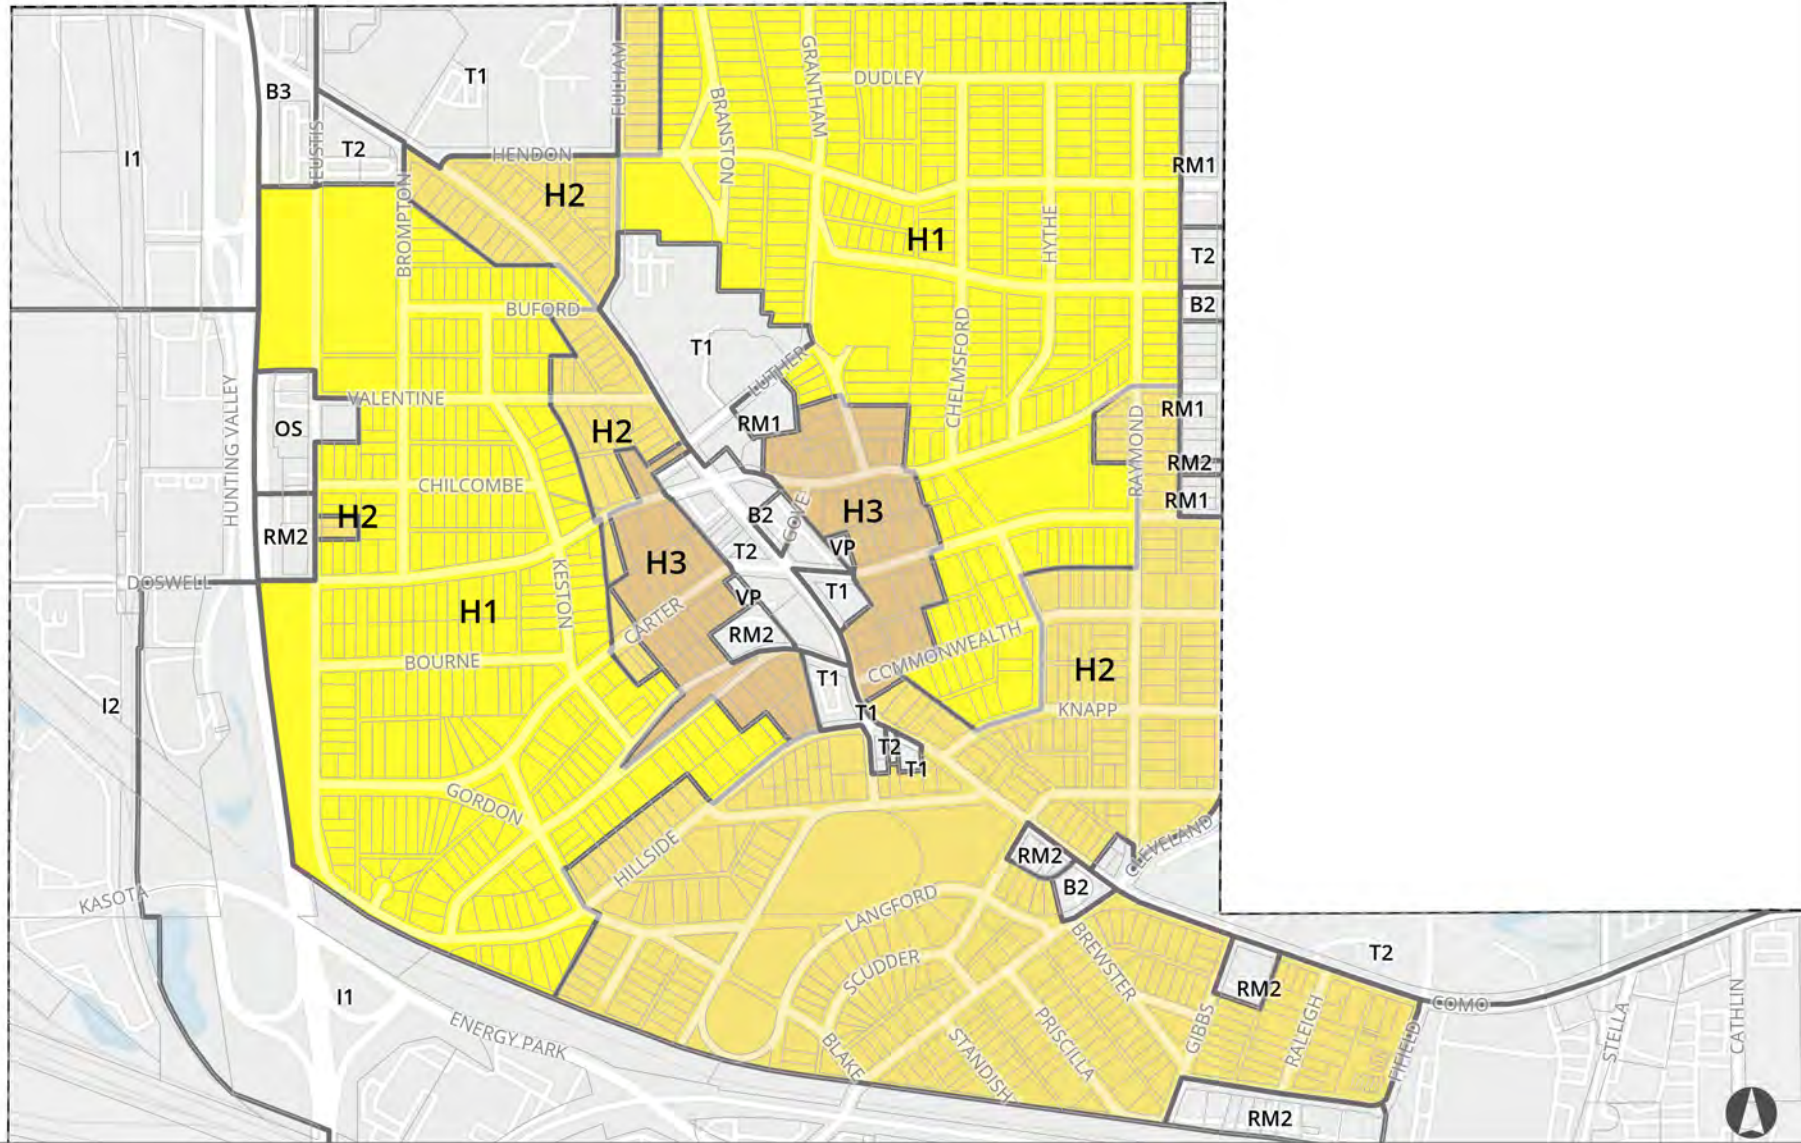 T1
FULHAM
GRANTHAM
DUDLEY
B3
BRANSTON
EUSTIS
T2
I1
HENDON
RM1
H2
BROMPTON
HYTHE
H1
T2
BUFORD
B2
T1
CHELMSFORD
LUTHER
VALENTINE
HUNTING VALLEY
OS
RM1
RM1
H2
RAYMOND
RM2
CHILCOMBE
RM1
H2
B2
GOVE
H3
RM2
T2
VP
H3
DOSWELL
KESTON
VP
T1
H1
CARTER
RM2
COMMONWEALTH
BOURNE
T1
H2
I2
T1
KNAPP
T2
T1
GORDON
HILLSIDE
RM2
CLEVELAND
B2
KASOTA
LANGFORD
BREWSTER
T2
SCUDDER
RM2
I1
COMO
ENERGY PARK
BLAKE
STANDISH
PRISCILLA
GIBBS
RALEIGH
FIFIELD
STELLA
CATHLIN
RM2